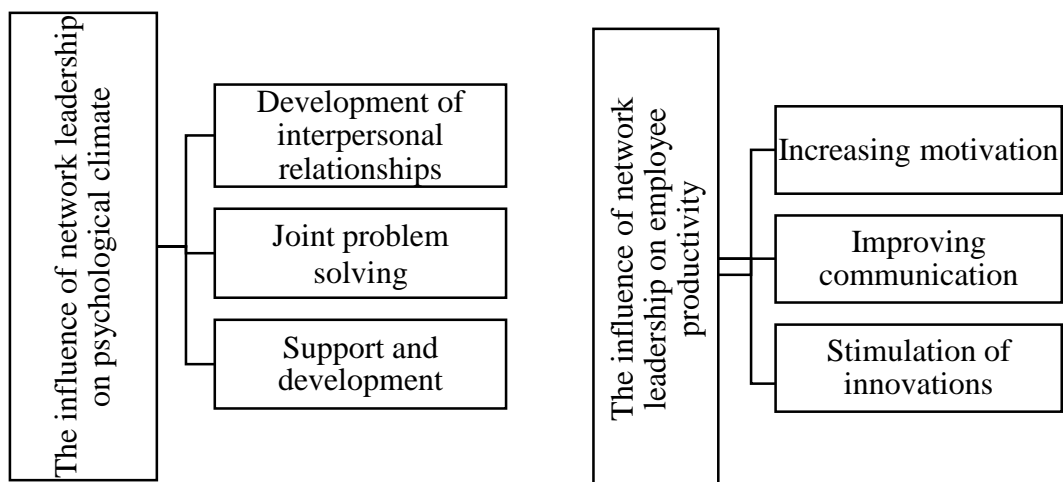 The influence of network leadership
on psychological climate
Development of
interpersonal
relationships
Joint problem
solving
Support and
development
The influence of network
leadership on employee
productivity
Increasing motivation
Improving
communication
Stimulation of
innovations